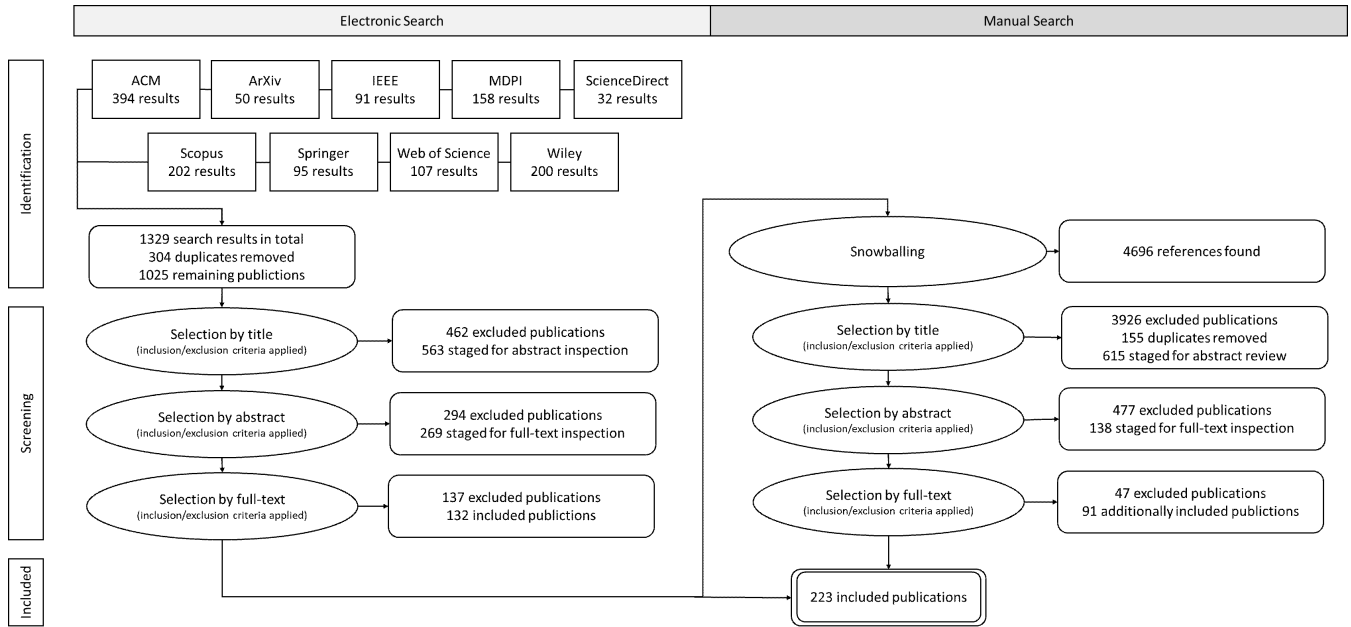 Electronic Search
Manual Search
Identification
ACM
394 results
ArXiv
50 results
IEEE
91 results
MDPI
158 results
ScienceDirect
32 results
Scopus
202 results
Springer
95 results
Web of Science
107 results
Wiley
200 results
1329 search results in total
304 duplicates removed
1025 remaining publictions
Snowballing
4696 references found
Screening
Selection by title
(inclusion/exclusion criteria applied)
462 excluded publications
563 staged for abstract inspection
Selection by abstract
(inclusion/exclusion criteria applied)
294 excluded publications
269 staged for full-text inspection
Selection by full-text
(inclusion/exclusion criteria applied)
137 excluded publications
132 included publictions
Selection by title
(inclusion/exclusion criteria applied)
3926 excluded publications
155 duplicates removed
615 staged for abstract review
Selection by abstract
(inclusion/exclusion criteria applied)
477 excluded publications
138 staged for full-text inspection
Selection by full-text
(inclusion/exclusion criteria applied)
47 excluded publications
91 additionally included publictions
Included
223 included publications